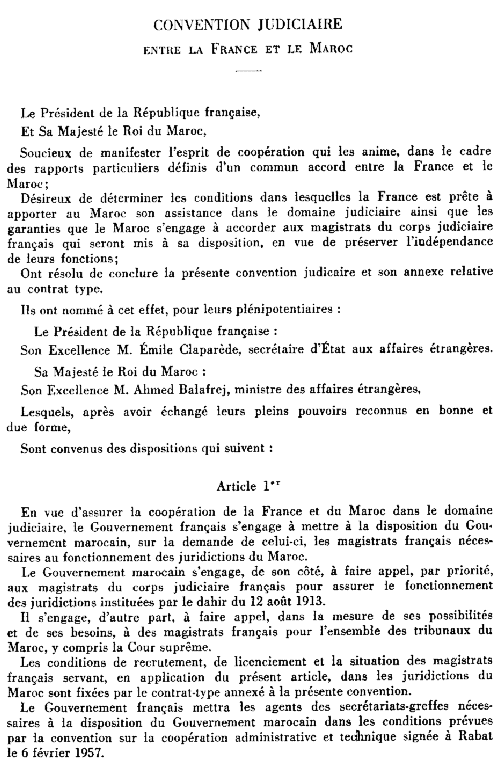 CONVENTION JUDICIAIRE
ENTRE LA FRANCE ET LE MAROC
Le Président de la République française,
Et Sa Majesté le Roi du Maroc,
Soucieux de manifester l'esprit de coopération qui les anime, dans le cadre
des rapports particuliers définis d'un commun accord entre la France et le
Maroc;
Désireux de déterminer les conditions dans lesquelles la France est prête à
apporter au Maroc son assistance dans le domaine judiciaire ainsi que les
garanties que le Maroc s'engage à accorder aux magistrats du corps judiciaire
français qui seront mis à sa disposition, en vue de préserver l'indépendance
de leurs fonctions;
Ont résolu de conclure la présente convention judicaire et son annexe relative
au contrat type.
Ils ont nommé à cet effet, pour leurs plénipotentiaires :
Le Président de la République française :
Son Excellence M. Émile Claparède, secrétaire d'État aux affaires étrangères.
Sa Majesté le Roi du Maroc :
Son Excellence M. Ahmed Balafrej, ministre des affaires étrangères,
Lesquels, après avoir échangé leurs pleins pouvoirs reconnus en bonne et
due forme,
Sont convenus des dispositions qui suivent :
Article 1er
En vue d'assurer la coopération de la France et du Maroc dans le domaine
judiciaire, le Gouvernement français s'engage à mettre à la disposition du Gou-
vernement marocain, sur la demande de celui-ci, les magistrats français néces-
saires au fonctionnement des juridictions du Maroc.
Le Gouvernement marocain s'engage, de son côté, à faire appel, par priorité,
aux magistrats du corps judiciaire français pour assurer le fonctionnement
des juridictions instituées par le dahir du 12 août 1913.
Il s'engage, d'autre part, à faire appel, dans la mesure de ses possibilités
et de ses besoins, à des magistrats français pour l'ensemble des tribunaux du
Maroc, y compris la Cour suprême.
Les conditions de recrutement, de licenciement et la situation des magistrats
français servant, en application du présent article, dans les juridictions du
Maroc sont fixées par le contrat-type annexé à la présente convention.
Le Gouvernement français mettra les agents des secrétariats-greffes néces-
saires à la disposition du Gouvernement marocain dans les conditions prévues
par la convention sur la coopération administrative et technique signée à Rabat
le 6 février 1957.